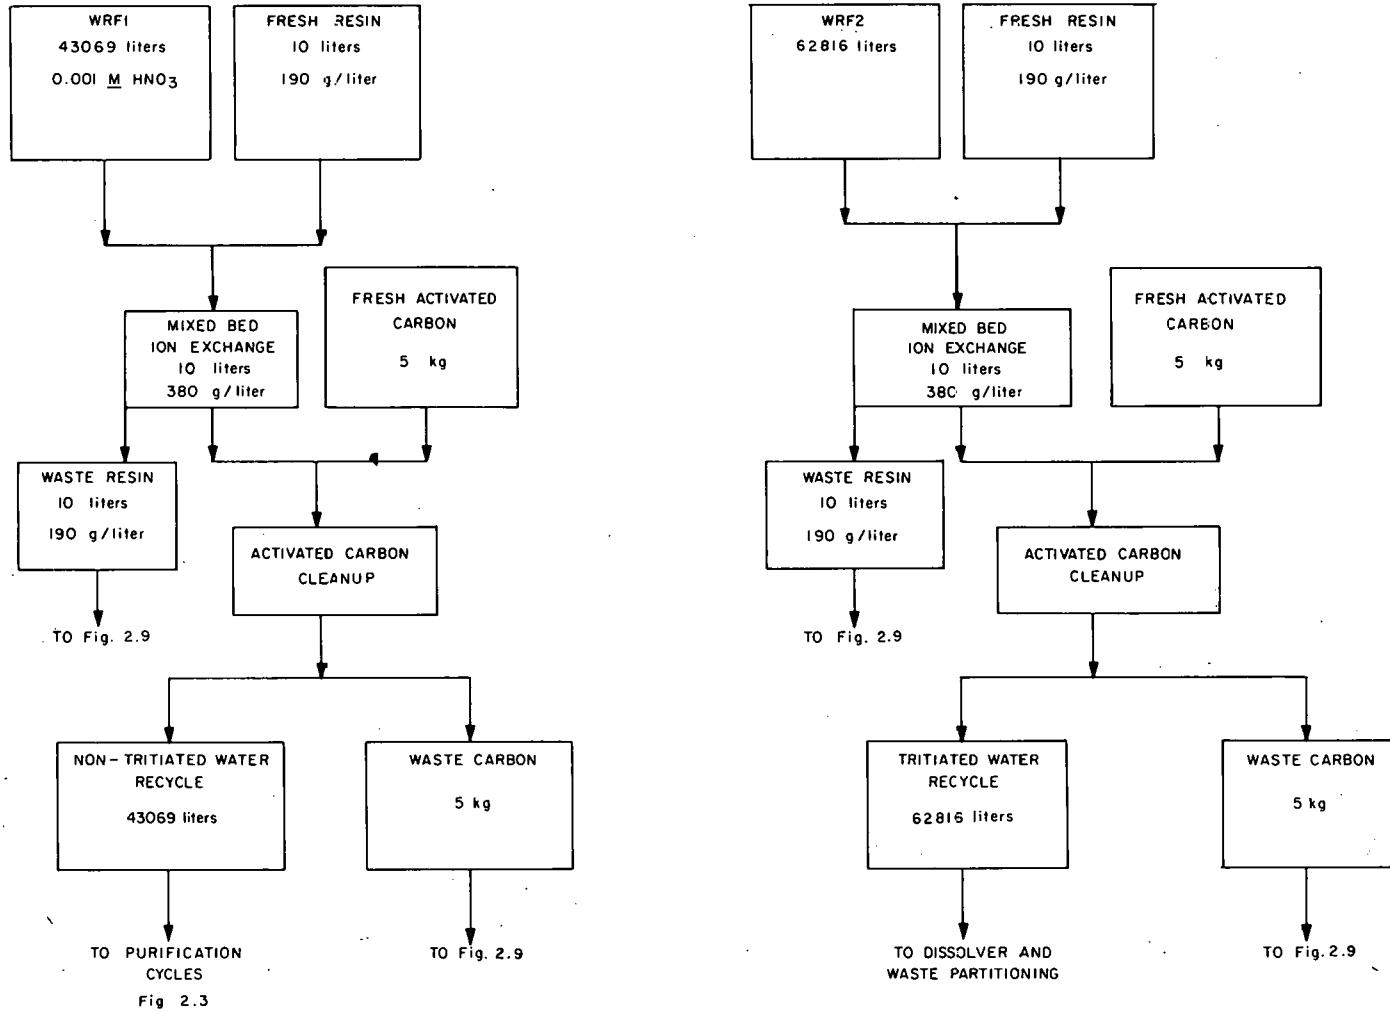 WRF1
43069 liters
0.001 M HNO3
FRESH RESIN
10 liters
190 g/liter
MIXED BED
ION EXCHANGE
10 liters
380 g/liter
FRESH ACTIVATED
CARBON
5 kg
WASTE RESIN
10 liters
190 g/liter
TO Fig. 2.9
ACTIVATED CARBON
CLEANUP
NON-TRITIATED WATER
RECYCLE
43069 liters
TO PURIFICATION
CYCLES
Fig 2.3
WASTE CARBON
5 kg
TO Fig. 2.9
WRF2
62816 liters
FRESH RESIN
10 liters
190 g/liter
MIXED BED
ION EXCHANGE
10 liters
380 g/liter
FRESH ACTIVATED
CARBON
5 kg
WASTE RESIN
10 liters
190 g/liter
TO Fig. 2.9
ACTIVATED CARBON
CLEANUP
TRITIATED WATER
RECYCLE
62816 liters
TO DISSOLVER AND
WASTE PARTITIONING
WASTE CARBON
5 kg
TO Fig. 2.9